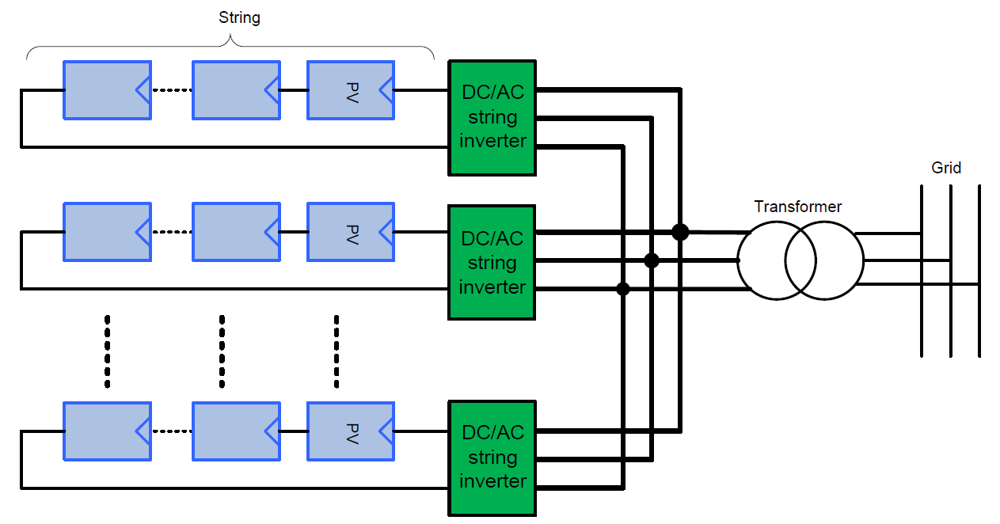 String
PV
DC/AC
string
inverter
Grid
Transformer
PV
DC/AC
string
inverter
PV
DC/AC
string
inverter